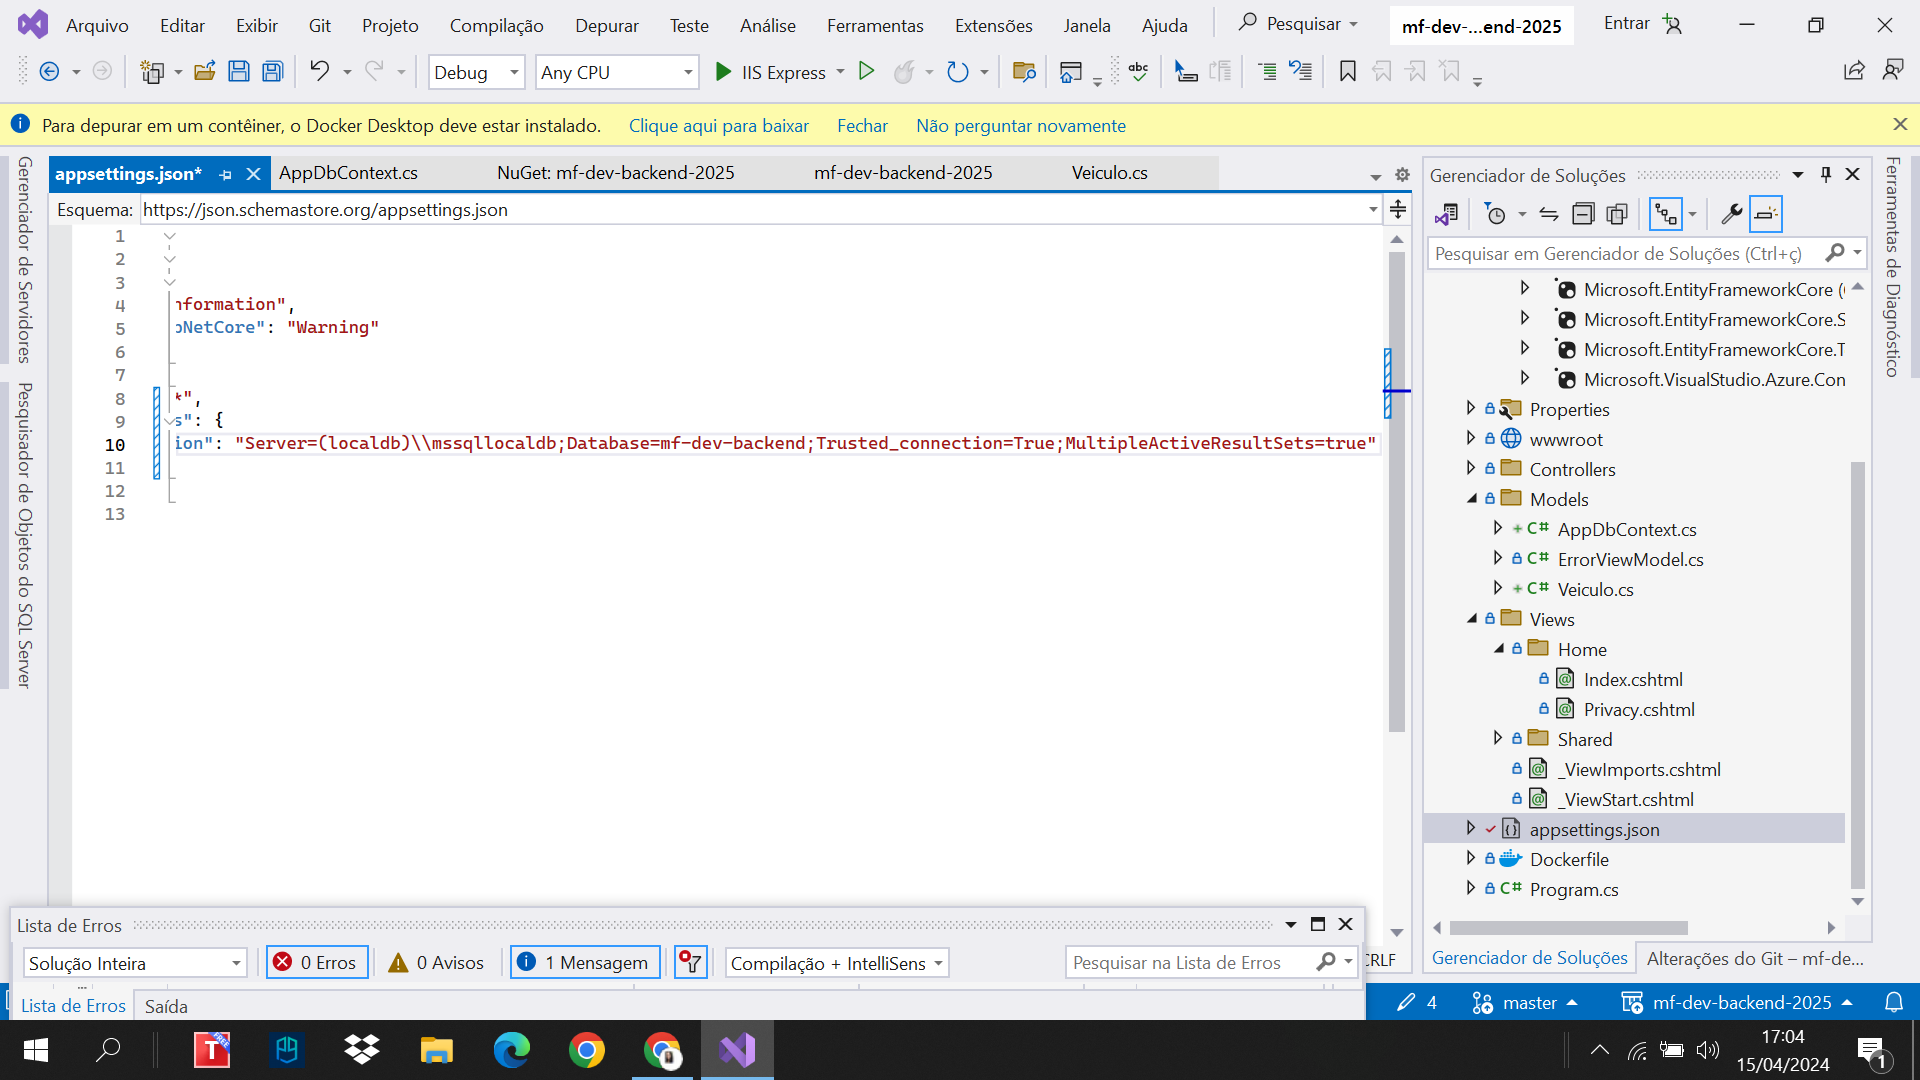 Arquivo Editar Exibir Git Projeto Compilação Depurar Teste Análise Ferramentas Extensões Janela Ajuda Pesquisar mf-dev-...end-2025 Entrar
Debug Any CPU IIS Express abc
Para depurar em um contêiner, o Docker Desktop deve estar instalado. Clique aqui para baixar Fechar Não perguntar novamente
Gerenciador de Servidores
Pesquisador de Objetos do SQL Server
appsettings.json* AppDbContext.cs NuGet: mf-dev-backend-2025 mf-dev-backend-2025 Veiculo.cs
Esquema: https://json.schemastore.org/appsettings.json
1
2
3
4 nformation",
5 pNetCore": "Warning"
6
7
8 *",
9 s": {
10 ion": "Server=(localdb)\\mssqllocaldb;Database=mf-dev-backend;Trusted_connection=True;MultipleActiveResultSets=true"
11
12
13
Gerenciador de Soluções
Pesquisar em Gerenciador de Soluções (Ctrl+ç)
Microsoft.EntityFrameworkCore (
Microsoft.EntityFrameworkCore.S
Microsoft.EntityFrameworkCore.T
Microsoft.VisualStudio.Azure.Con
Properties
wwwroot
Controllers
Models
C# AppDbContext.cs
C# ErrorViewModel.cs
C# Veiculo.cs
Views
Home
Index.cshtml
Privacy.cshtml
Shared
_ViewImports.cshtml
_ViewStart.cshtml
appsettings.json
Dockerfile
C# Program.cs
Gerenciador de Soluções Alterações do Git – mf-de...
Ferramentas de Diagnóstico
Lista de Erros
Solução Inteira 0 Erros 0 Avisos 1 Mensagem Compilação + IntelliSens Pesquisar na Lista de Erros
CRLF
Lista de Erros Saída
4 master mf-dev-backend-2025
T FREE
17:04
15/04/2024
1